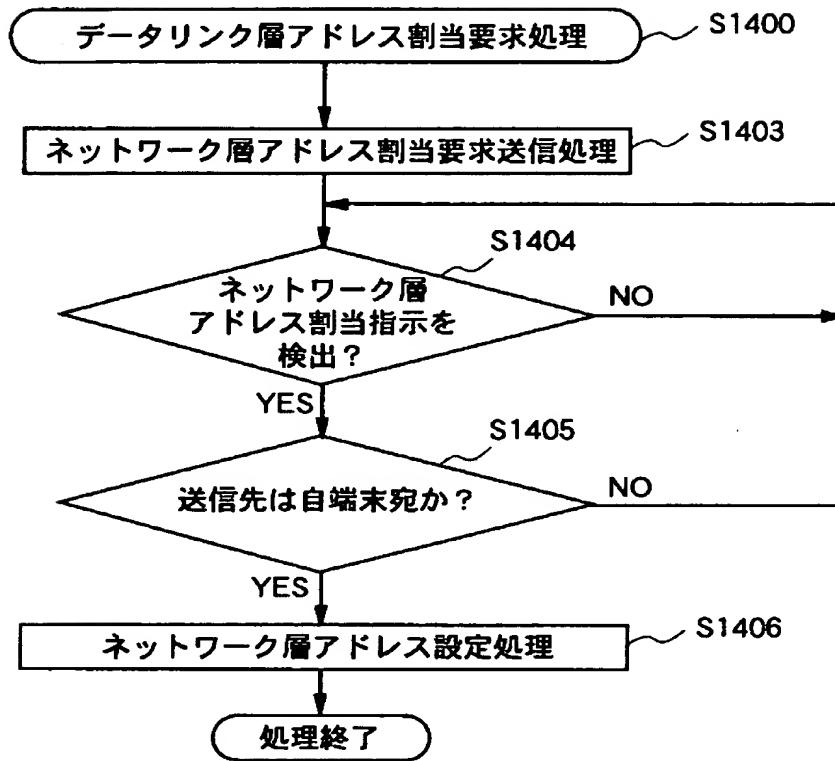 データリンク層アドレス割当要求処理
S1400
ネットワーク層アドレス割当要求送信処理
S1403
S1404
ネットワーク層
アドレス割当指示を
検出？
NO
YES
S1405
送信先は自端末宛か？
NO
YES
ネットワーク層アドレス設定処理
S1406
処理終了